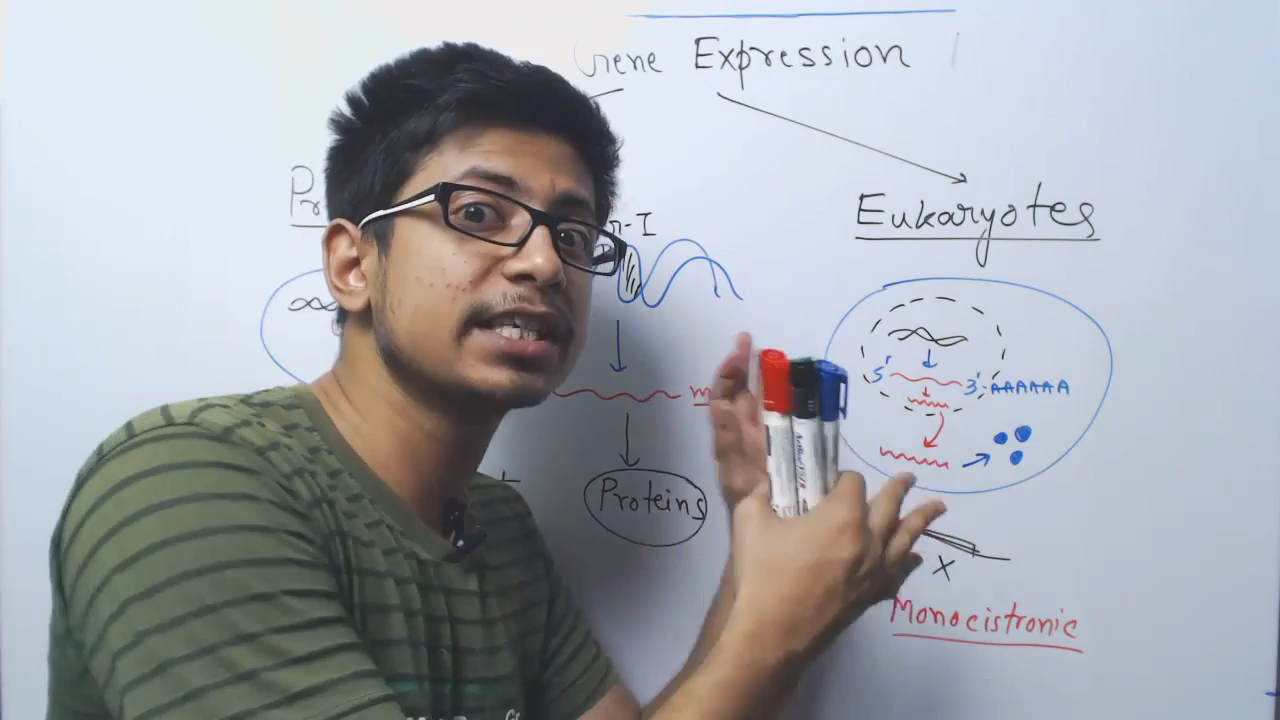 Gene Expression
Eukaryotes
5' 3'-AAAAAA
Proteins
X
Monocistronic